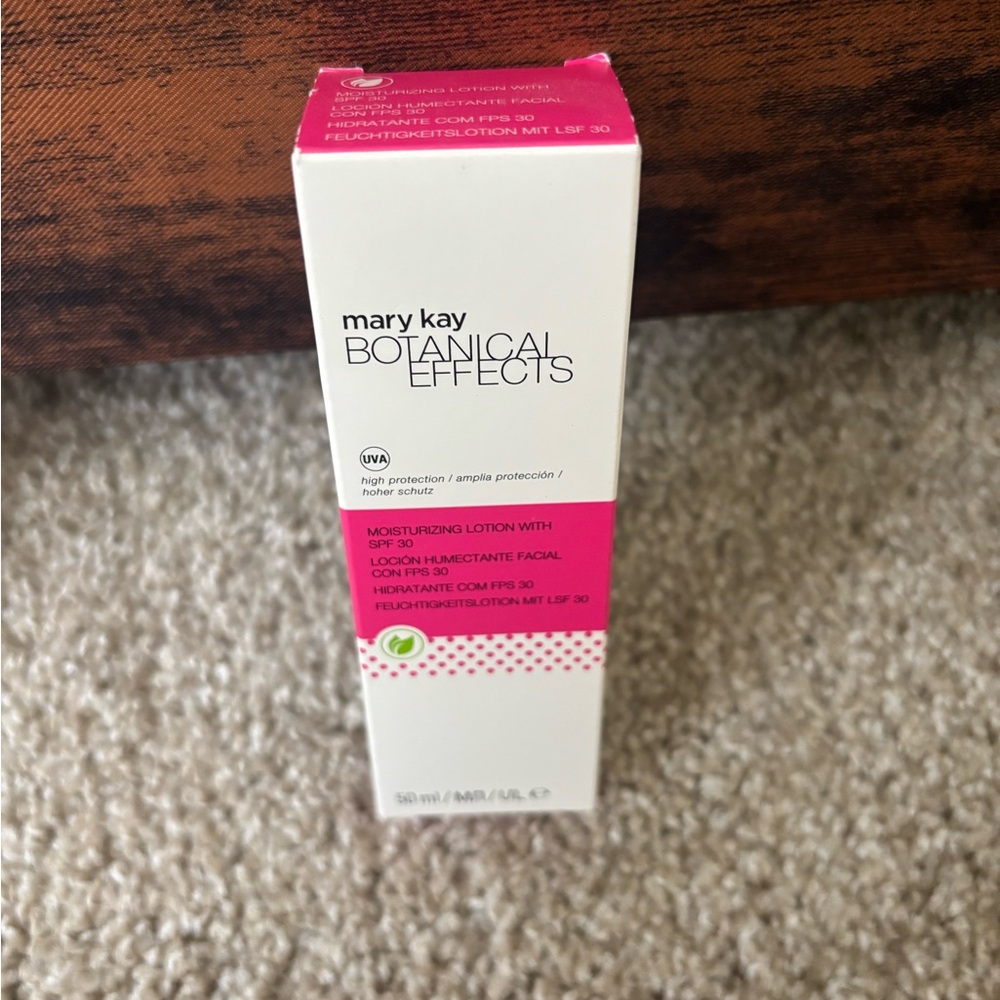 MOISTURIZING LOTION WITH
SPF 30
LOCIÓN HUMECTANTE FACIAL
CON FPS 30
HIDRATANTE COM FPS 30
FEUCHTIGKEITSLOTION MIT LSF 30
mary kay
BOTANICAL
EFFECTS
UVA
high protection / amplia protección /
hoher schutz
MOISTURIZING LOTION WITH
SPF 30
LOCIÓN HUMECTANTE FACIAL
CON FPS 30
HIDRATANTE COM FPS 30
FEUCHTIGKEITSLOTION MIT LSF 30
50 ml /